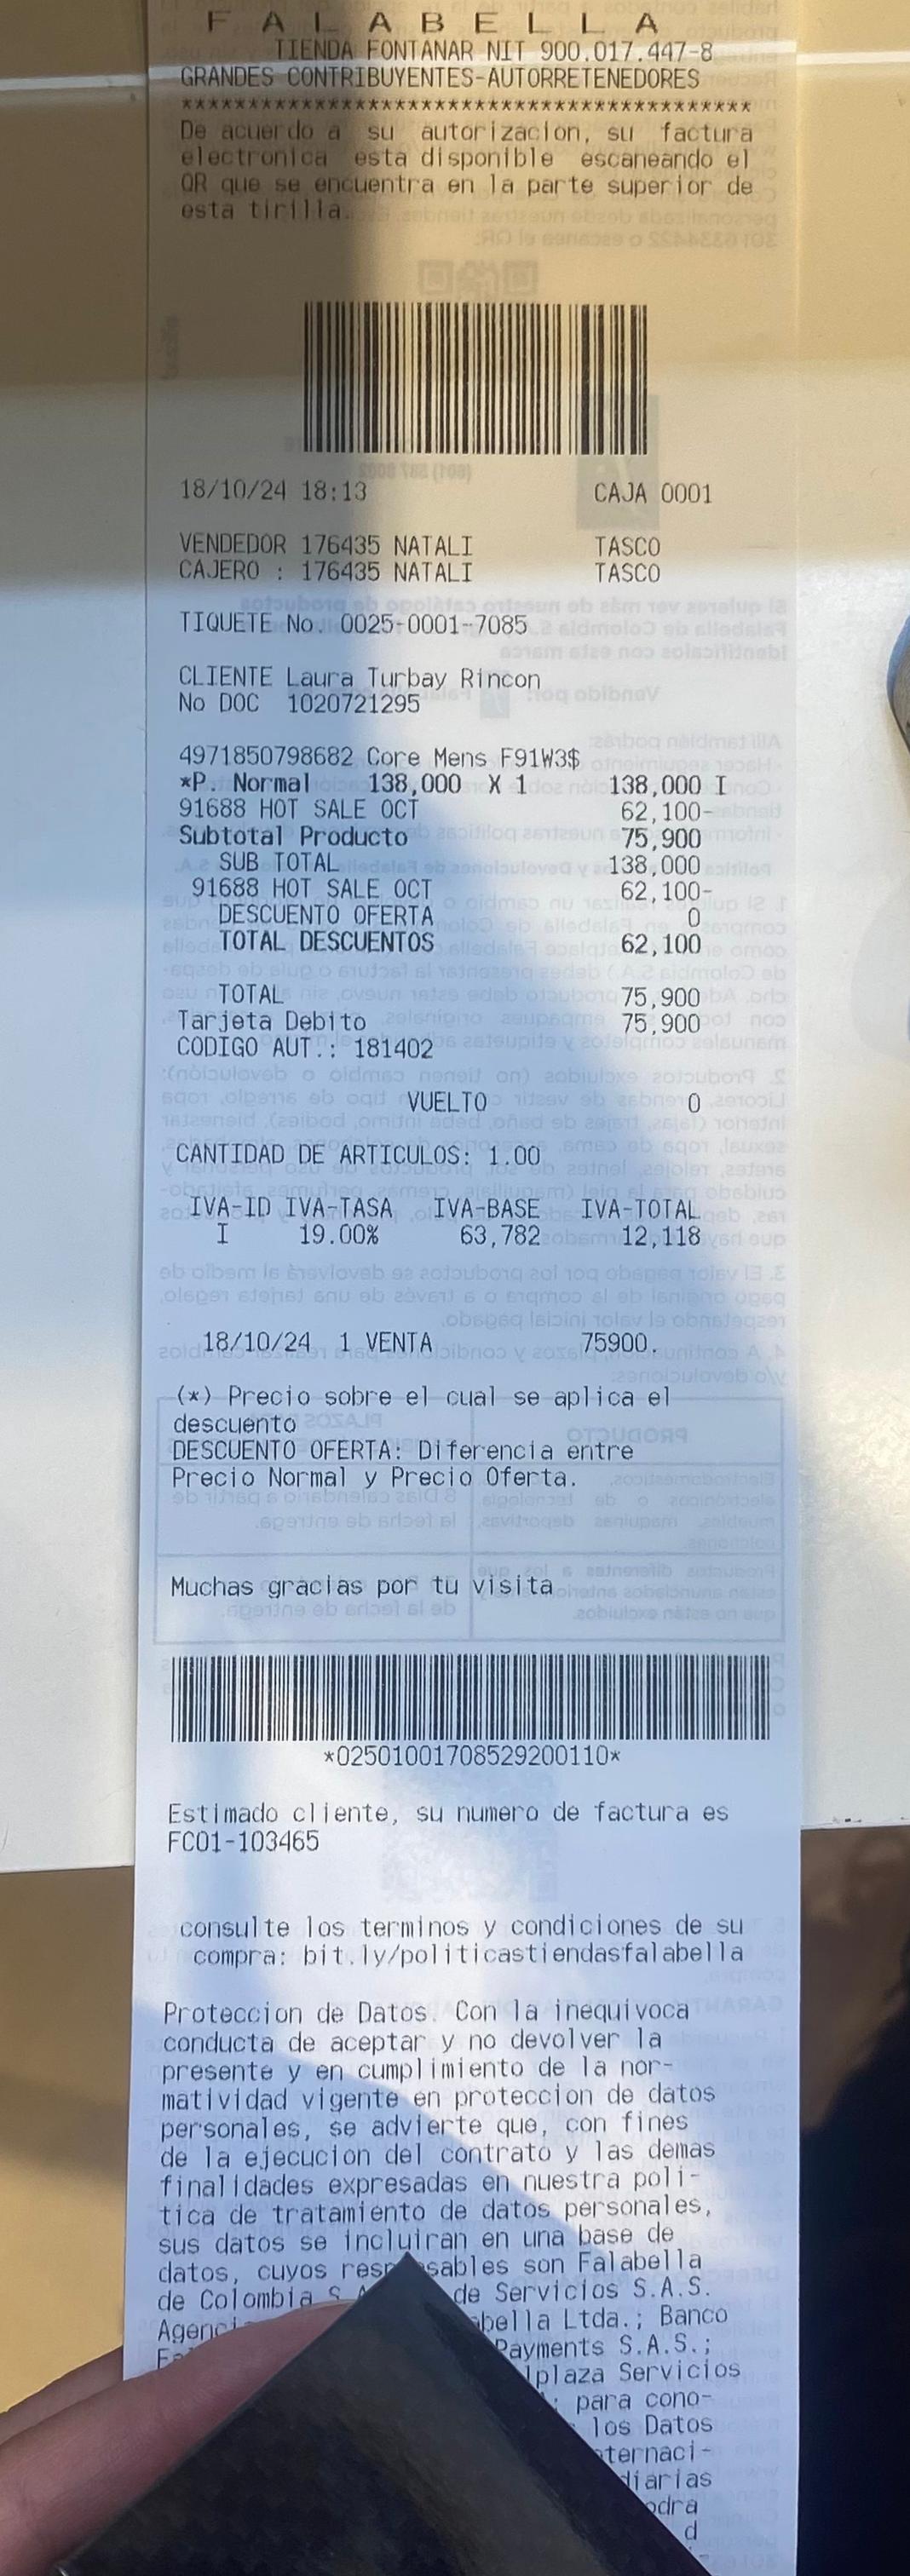 F A L A B E L L A
TIENDA FONTANAR NIT 900.017.447-8
GRANDES CONTRIBUYENTES-AUTORRETENEDORES
*******************************************
De acuerdo a su autorizacion, su factura
electronica esta disponible escaneando el
QR que se encuentra en la parte superior de
esta tirilla.
18/10/24 18:13 CAJA 0001
VENDEDOR 176435 NATALI TASCO
CAJERO : 176435 NATALI TASCO
TIQUETE No. 0025-0001-7085
CLIENTE Laura Turbay Rincon
No DOC 1020721295
4971850798682 Core Mens F91W3$
*P. Normal 138,000 X 1 138,000 I
91688 HOT SALE OCT 62,100-
Subtotal Producto 75,900
SUB TOTAL 138,000
91688 HOT SALE OCT 62,100-
DESCUENTO OFERTA 0
TOTAL DESCUENTOS 62,100
TOTAL 75,900
Tarjeta Debito 75,900
CODIGO AUT.: 181402
VUELTO 0
CANTIDAD DE ARTICULOS: 1.00
IVA-ID IVA-TASA IVA-BASE IVA-TOTAL
I 19.00% 63,782 12,118
18/10/24 1 VENTA 75900.
(*) Precio sobre el cual se aplica el
descuento
DESCUENTO OFERTA: Diferencia entre
Precio Normal y Precio Oferta.
Muchas gracias por tu visita
*02501001708529200110*
Estimado cliente, su numero de factura es
FC01-103465
consulte los terminos y condiciones de su
compra: bit.ly/politicastiendasfalabella
Proteccion de Datos. Con la inequivoca
conducta de aceptar y no devolver la
presente y en cumplimiento de la nor-
matividad vigente en proteccion de datos
personales, se advierte que, con fines
de la ejecucion del contrato y las demas
finalidades expresadas en nuestra poli-
tica de tratamiento de datos personales,
sus datos se incluiran en una base de
datos, cuyos son Falabella
de Colombia de Servicios S.A.S.
Ltda.; Banco
Payments S.A.S.;
Servicios
para cono-
los Datos